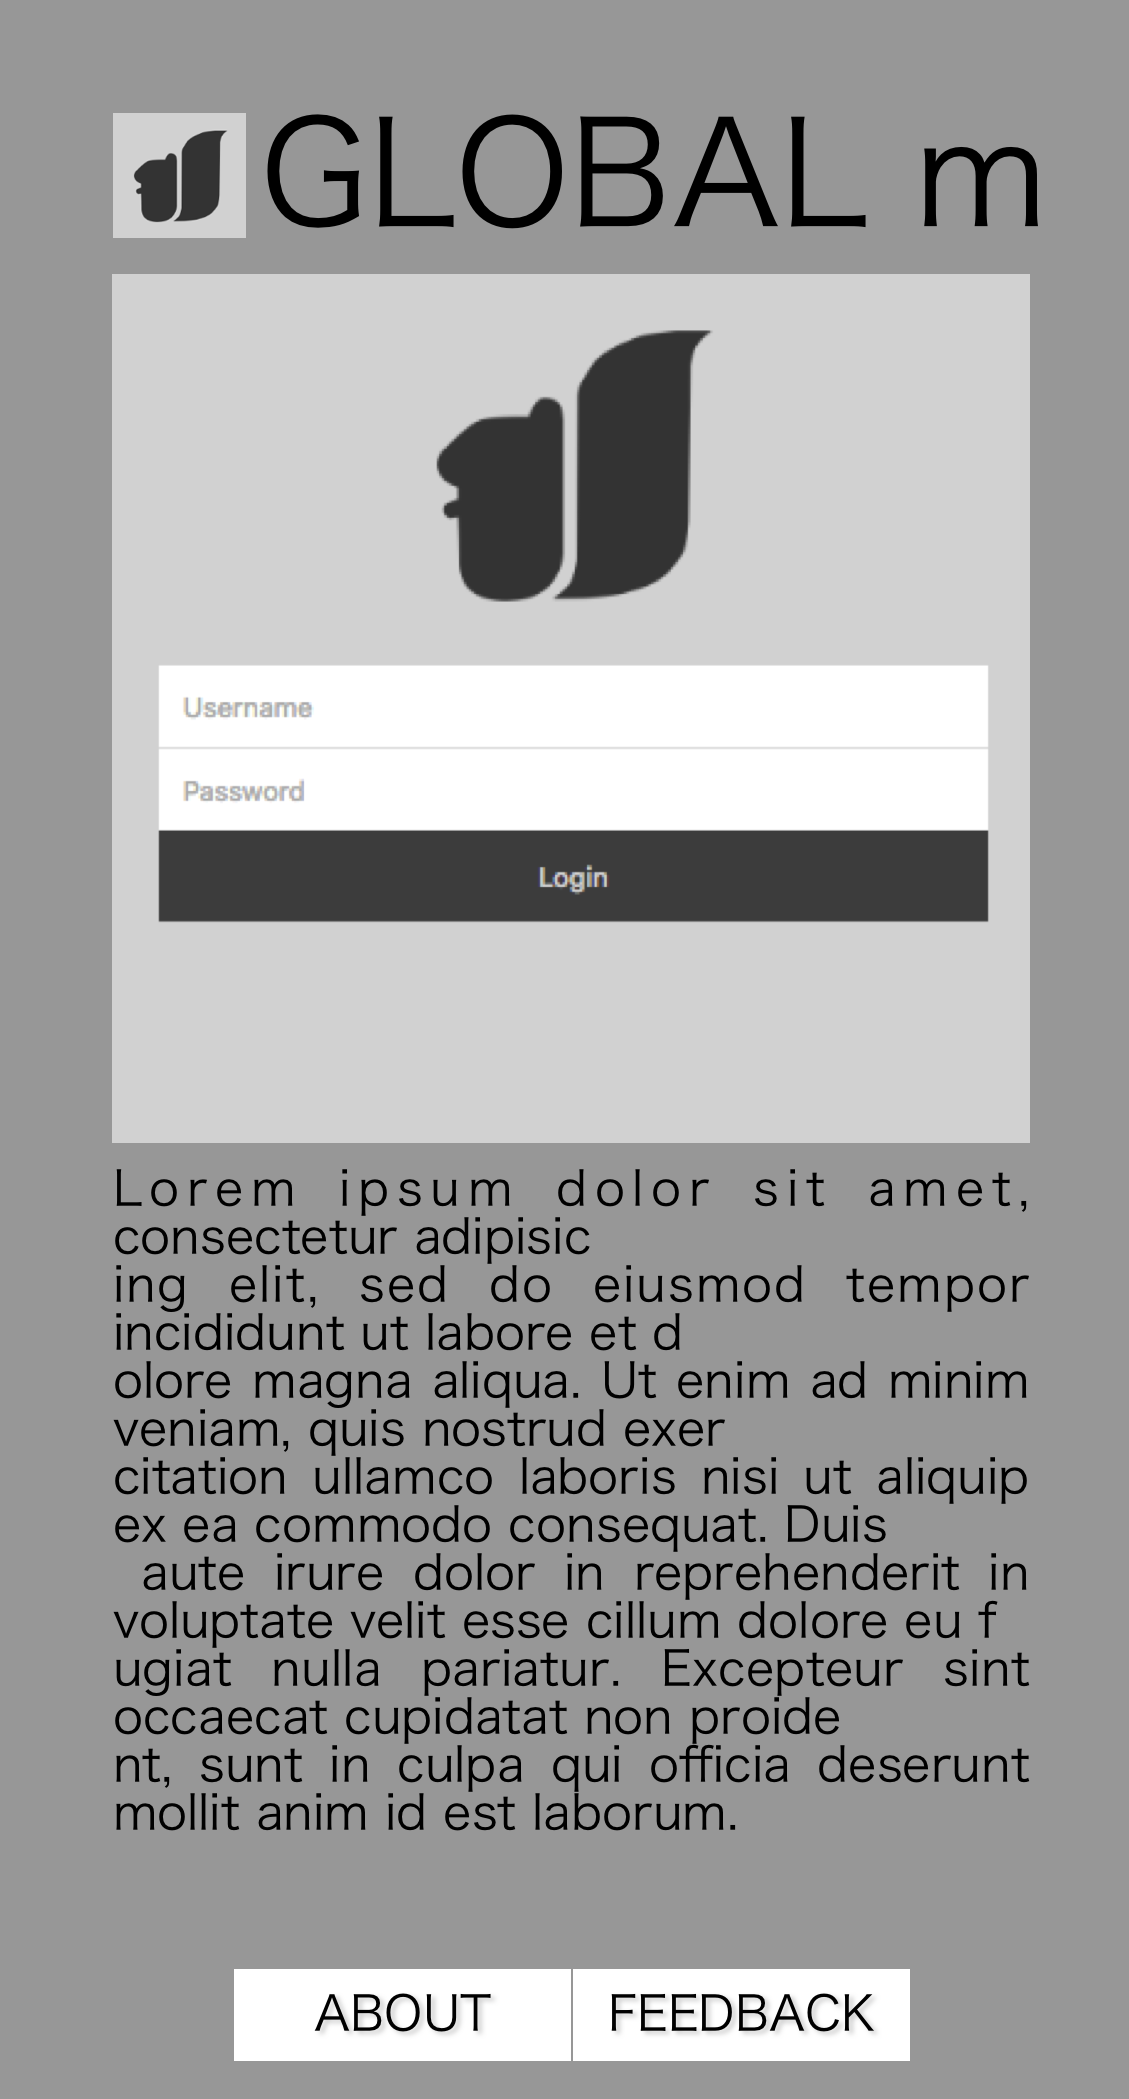 GLOBAL m
Username
Password
Login
Lorem ipsum dolor sit amet,
consectetur adipisic
ing elit, sed do eiusmod tempor
incididunt ut labore et d
olore magna aliqua. Ut enim ad minim
veniam, quis nostrud exer
citation ullamco laboris nisi ut aliquip
ex ea commodo consequat. Duis
aute irure dolor in reprehenderit in
voluptate velit esse cillum dolore eu f
ugiat nulla pariatur. Excepteur sint
occaecat cupidatat non proide
nt, sunt in culpa qui officia deserunt
mollit anim id est laborum.
ABOUT
FEEDBACK